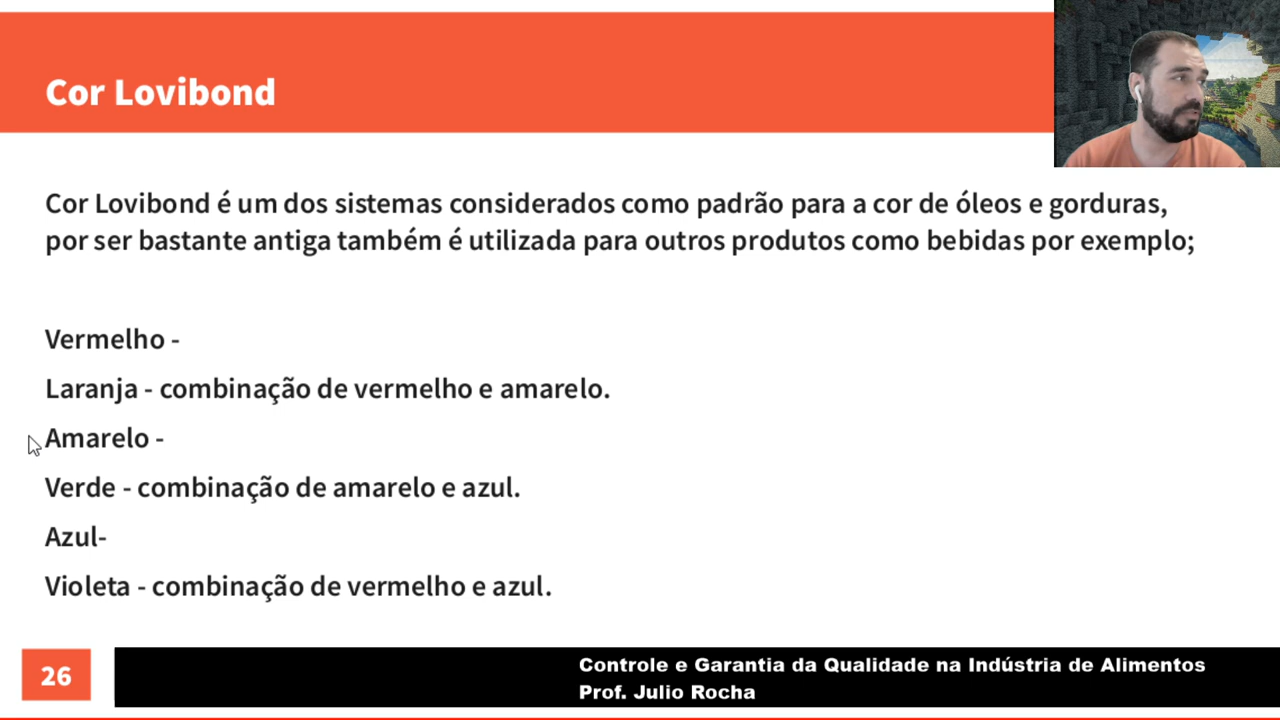 Cor Lovibond
Cor Lovibond é um dos sistemas considerados como padrão para a cor de óleos e gorduras,
por ser bastante antiga também é utilizada para outros produtos como bebidas por exemplo;
Vermelho -
Laranja - combinação de vermelho e amarelo.
Amarelo -
Verde - combinação de amarelo e azul.
Azul-
Violeta - combinação de vermelho e azul.
26
Controle e Garantia da Qualidade na Indústria de Alimentos
Prof. Julio Rocha